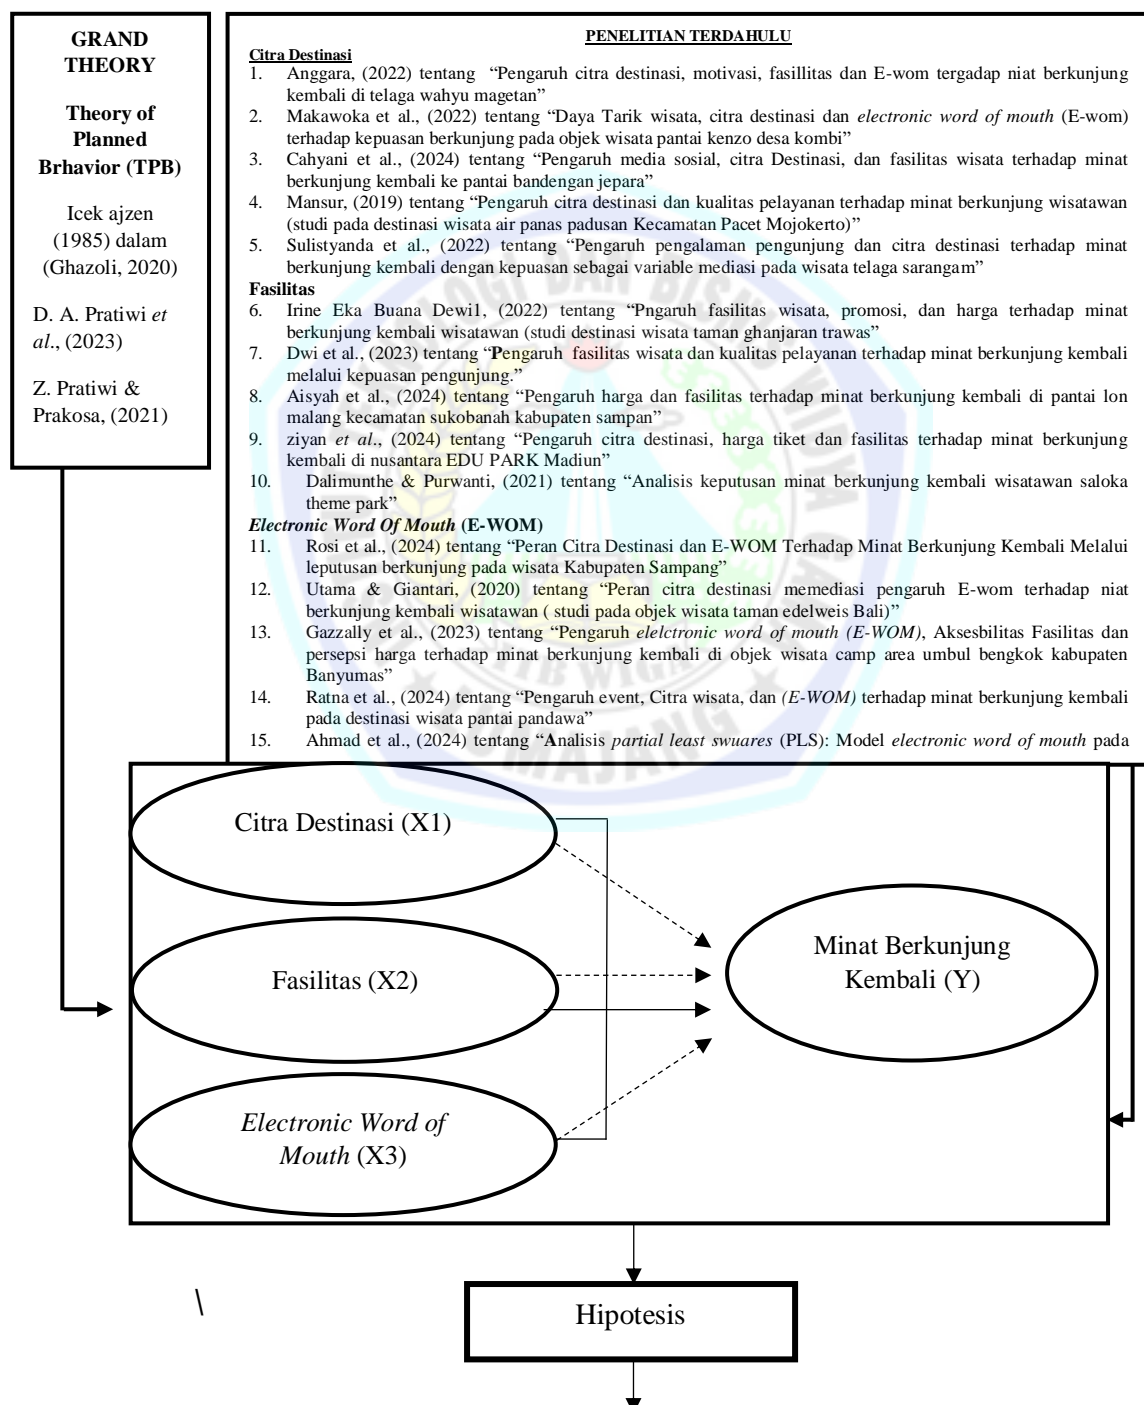 GRAND
THEORY
Theory of
Planned
Brhavior (TPB)
Icek ajzen
(1985) dalam
(Ghazoli, 2020)
D. A. Pratiwi et
al., (2023)
Z. Pratiwi &
Prakosa, (2021)
PENELITIAN TERDAHULU
Citra Destinasi
1. Anggara, (2022) tentang “Pengaruh citra destinasi, motivasi, fasillitas dan E-wom tergadap niat berkunjung
kembali di telaga wahyu magetan”
2. Makawoka et al., (2022) tentang “Daya Tarik wisata, citra destinasi dan electronic word of mouth (E-wom)
terhadap kepuasan berkunjung pada objek wisata pantai kenzo desa kombi”
3. Cahyani et al., (2024) tentang “Pengaruh media sosial, citra Destinasi, dan fasilitas wisata terhadap minat
berkunjung kembali ke pantai bandengan jepara”
4. Mansur, (2019) tentang “Pengaruh citra destinasi dan kualitas pelayanan terhadap minat berkunjung wisatawan
(studi pada destinasi wisata air panas padusan Kecamatan Pacet Mojokerto)”
5. Sulistyanda et al., (2022) tentang “Pengaruh pengalaman pengunjung dan citra destinasi terhadap minat
berkunjung kembali dengan kepuasan sebagai variable mediasi pada wisata telaga sarangam”
Fasilitas
6. Irine Eka Buana Dewi1, (2022) tentang “Pngaruh fasilitas wisata, promosi, dan harga terhadap minat
berkunjung kembali wisatawan (studi destinasi wisata taman ghanjaran trawas”
7. Dwi et al., (2023) tentang “Pengaruh fasilitas wisata dan kualitas pelayanan terhadap minat berkunjung kembali
melalui kepuasan pengunjung.”
8. Aisyah et al., (2024) tentang “Pengaruh harga dan fasilitas terhadap minat berkunjung kembali di pantai lon
malang kecamatan sukobanah kabupaten sampan”
9. ziyan et al., (2024) tentang “Pengaruh citra destinasi, harga tiket dan fasilitas terhadap minat berkunjung
kembali di nusantara EDU PARK Madiun”
10. Dalimunthe & Purwanti, (2021) tentang “Analisis keputusan minat berkunjung kembali wisatawan saloka
theme park”
Electronic Word Of Mouth (E-WOM)
11. Rosi et al., (2024) tentang “Peran Citra Destinasi dan E-WOM Terhadap Minat Berkunjung Kembali Melalui
leputusan berkunjung pada wisata Kabupaten Sampang”
12. Utama & Giantari, (2020) tentang “Peran citra destinasi memediasi pengaruh E-wom terhadap niat
berkunjung kembali wisatawan ( studi pada objek wisata taman edelweis Bali)”
13. Gazzally et al., (2023) tentang “Pengaruh elelctronic word of mouth (E-WOM), Aksesbilitas Fasilitas dan
persepsi harga terhadap minat berkunjung kembali di objek wisata camp area umbul bengkok kabupaten
Banyumas”
14. Ratna et al., (2024) tentang “Pengaruh event, Citra wisata, dan (E-WOM) terhadap minat berkunjung kembali
pada destinasi wisata pantai pandawa”
15. Ahmad et al., (2024) tentang “Analisis partial least swuares (PLS): Model electronic word of mouth pada
Citra Destinasi (X1)
Fasilitas (X2)
Electronic Word of
Mouth (X3)
Minat Berkunjung
Kembali (Y)
\
Hipotesis